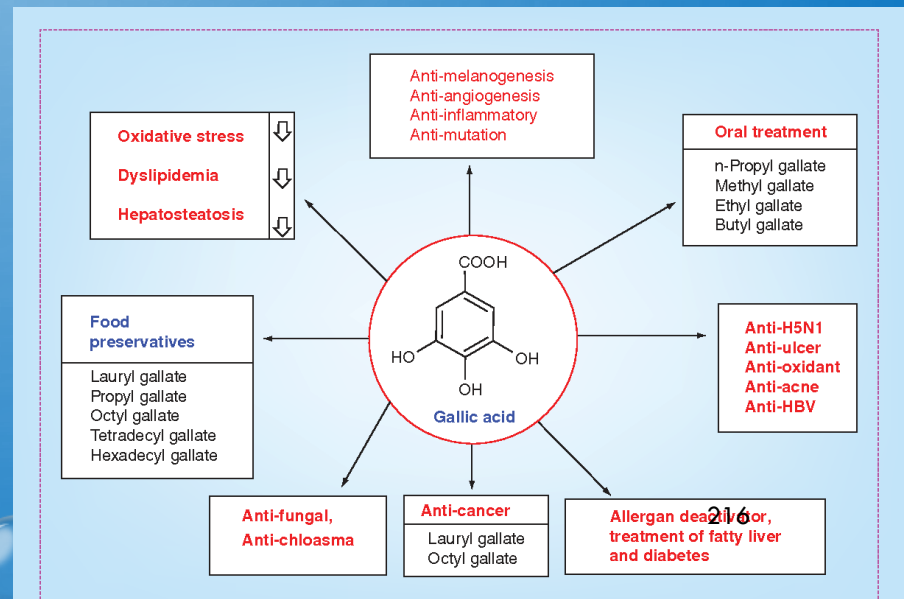 Anti-melanogenesis
Anti-angiogenesis
Anti-inflammatory
Anti-mutation
Oxidative stress
Dyslipidemia
Hepatosteatosis
Oral treatment
n-Propyl gallate
Methyl gallate
Ethyl gallate
Butyl gallate
COOH
HO
OH
OH
Gallic acid
Food
preservatives
Lauryl gallate
Propyl gallate
Octyl gallate
Tetradecyl gallate
Hexadecyl gallate
Anti-H5N1
Anti-ulcer
Anti-oxidant
Anti-acne
Anti-HBV
Anti-fungal,
Anti-chloasma
Anti-cancer
Lauryl gallate
Octyl gallate
Allergan deactivator,
treatment of fatty liver
and diabetes
216